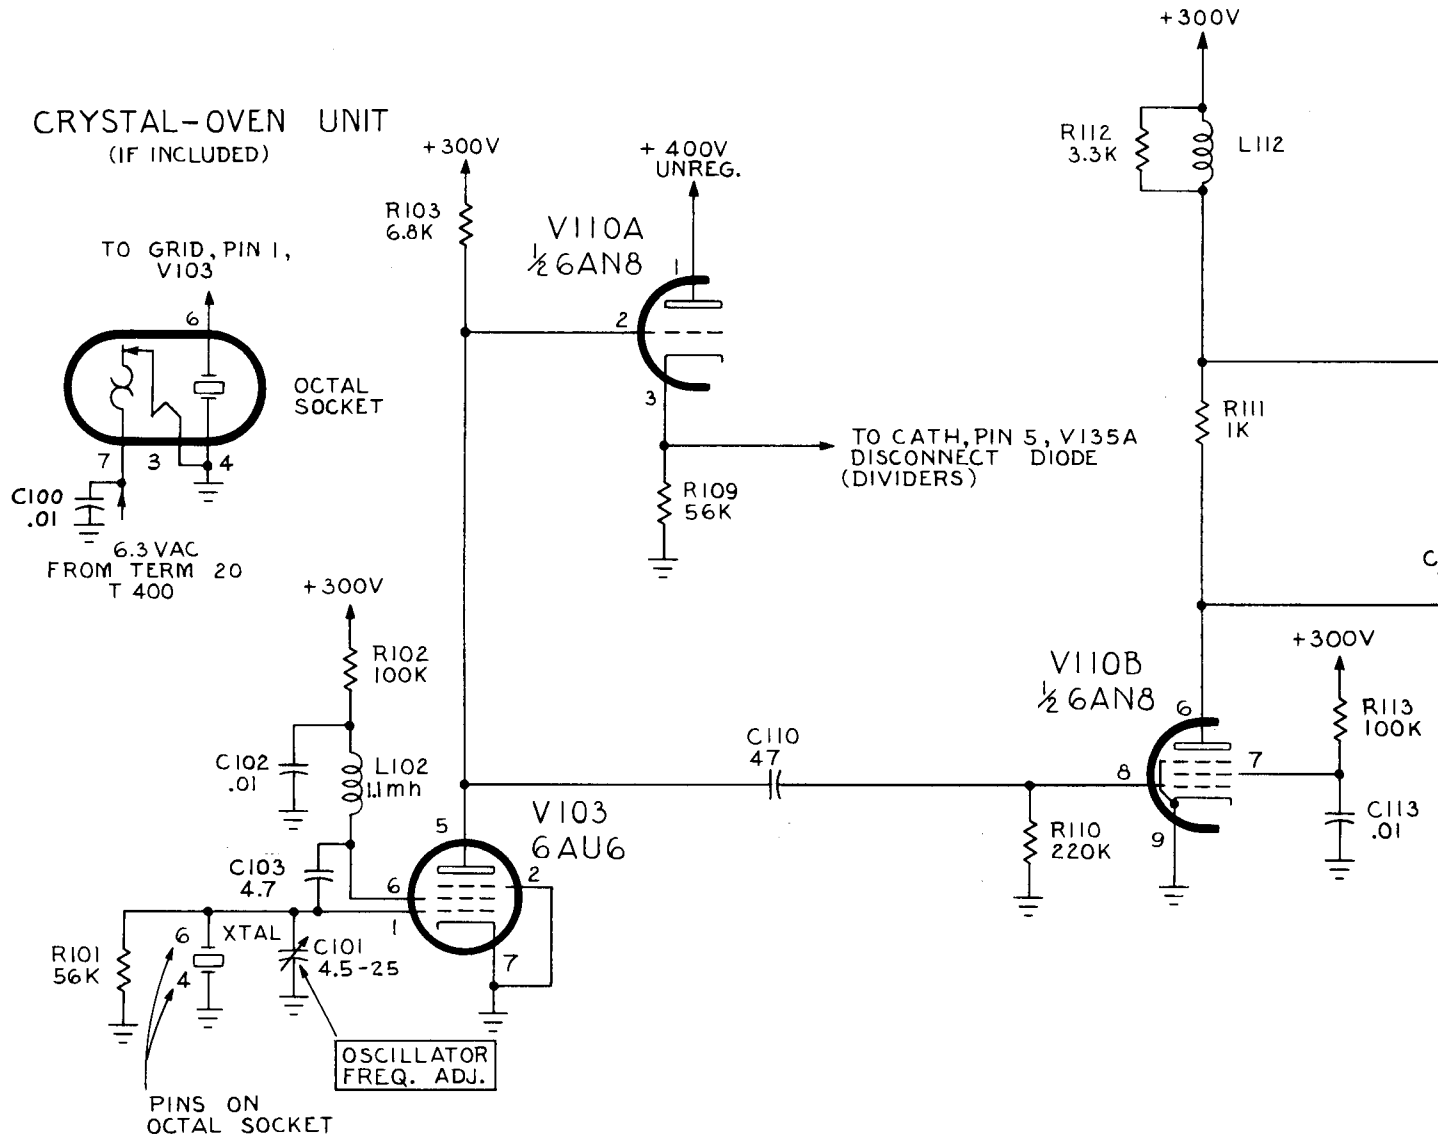 +300V
CRYSTAL-OVEN UNIT
(IF INCLUDED)
+300V
+ 400V
UNREG.
R112
3.3K
L112
R103
6.8K
V110A
½ 6AN8
1
2
3
TO GRID, PIN 1,
V103
6
OCTAL
SOCKET
7
3
4
C100
.01
6.3 VAC
FROM TERM 20
T 400
R111
1K
TO CATH, PIN 5, V135A
DISCONNECT DIODE
(DIVIDERS)
R109
56K
+300V
R102
100K
C102
.01
L102
1.1mh
C103
4.7
V103
6AU6
5
6
1
2
7
C110
47
R110
220K
V110B
½ 6AN8
6
8
9
7
+300V
R113
100K
C113
.01
R101
56K
6
4
XTAL
C101
4.5-25
OSCILLATOR
FREQ. ADJ.
PINS ON
OCTAL SOCKET